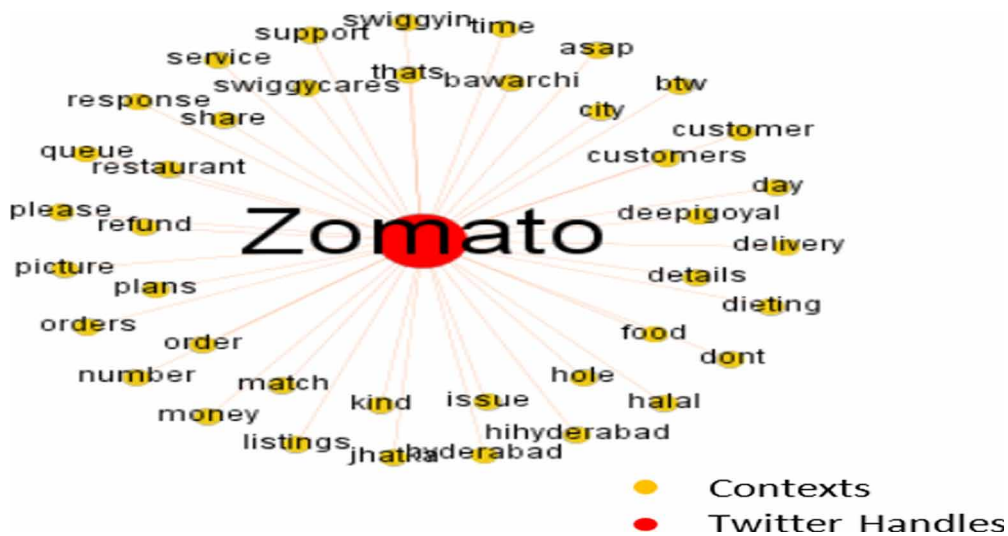 swiggyin
time
support
asap
service
thats
bawarchi
swiggycares
btw
response
city
share
customer
queue
customers
restaurant
day
please
deepigoyal
refund
Zomato
delivery
picture
details
plans
dieting
orders
food
order
dont
number
hole
match
money
kind
issue
halal
listings
hihyderabad
jhatka
hyderabad
Contexts
Twitter Handles